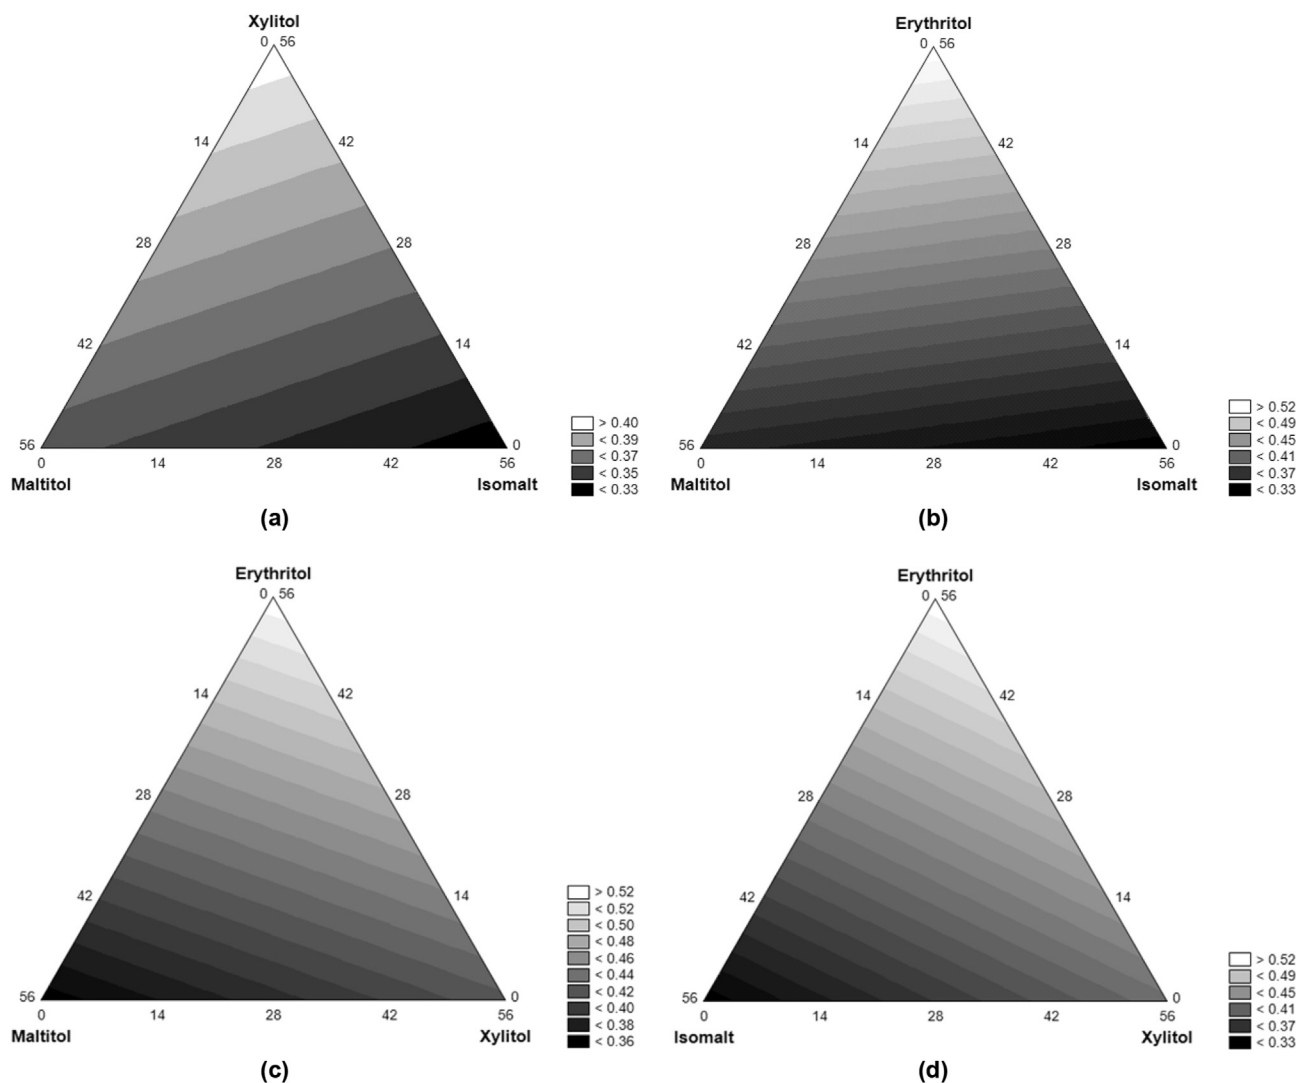 Xylitol
0 56
14 42
28 28
42 14
56 0
0 14 28 42 56
Maltitol Isomalt
> 0.40
< 0.39
< 0.37
< 0.35
< 0.33
(a)
Erythritol
0 56
14 42
28 28
42 14
56 0
0 14 28 42 56
Maltitol Isomalt
> 0.52
< 0.49
< 0.45
< 0.41
< 0.37
< 0.33
(b)
Erythritol
0 56
14 42
28 28
42 14
56 0
0 14 28 42 56
Maltitol Xylitol
> 0.52
< 0.52
< 0.50
< 0.48
< 0.46
< 0.44
< 0.42
< 0.40
< 0.38
< 0.36
(c)
Erythritol
0 56
14 42
28 28
42 14
56 0
0 14 28 42 56
Isomalt Xylitol
> 0.52
< 0.49
< 0.45
< 0.41
< 0.37
< 0.33
(d)